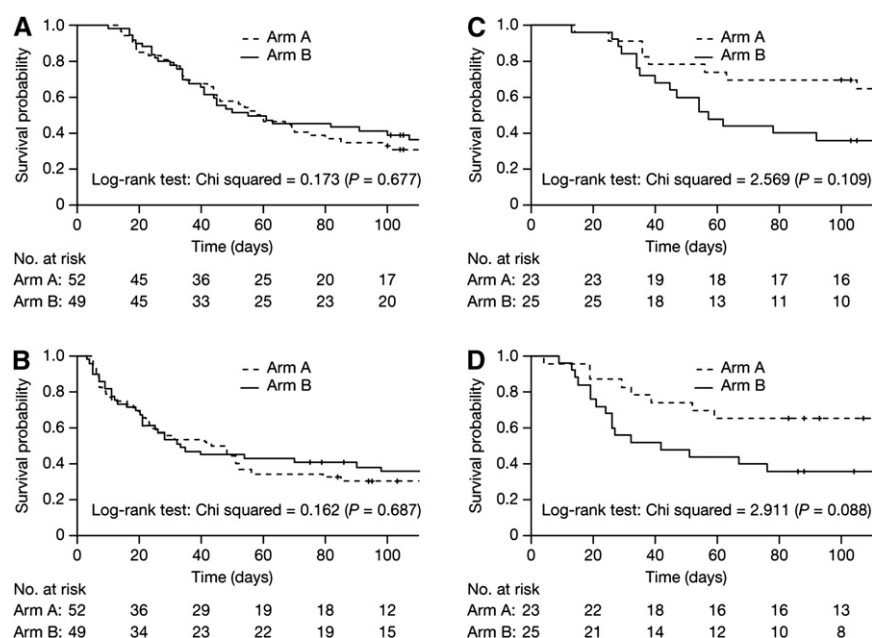 A
1.0
0.8
0.6
0.4
0.2
0
Survival probability
Arm A
Arm B
Log-rank test: Chi squared = 0.173 (P = 0.677)
0 20 40 60 80 100
Time (days)
No. at risk
Arm A: 52 45 36 25 20 17
Arm B: 49 45 33 25 23 20
C
1.0
0.8
0.6
0.4
0.2
0
Survival probability
Arm A
Arm B
Log-rank test: Chi squared = 2.569 (P = 0.109)
0 20 40 60 80 100
Time (days)
No. at risk
Arm A: 23 23 19 18 17 16
Arm B: 25 25 18 13 11 10
B
1.0
0.8
0.6
0.4
0.2
0
Survival probability
Arm A
Arm B
Log-rank test: Chi squared = 0.162 (P = 0.687)
0 20 40 60 80 100
Time (days)
No. at risk
Arm A: 52 36 29 19 18 12
Arm B: 49 34 23 22 19 15
D
1.0
0.8
0.6
0.4
0.2
0
Survival probability
Arm A
Arm B
Log-rank test: Chi squared = 2.911 (P = 0.088)
0 20 40 60 80 100
Time (days)
No. at risk
Arm A: 23 22 18 16 16 13
Arm B: 25 21 14 12 10 8